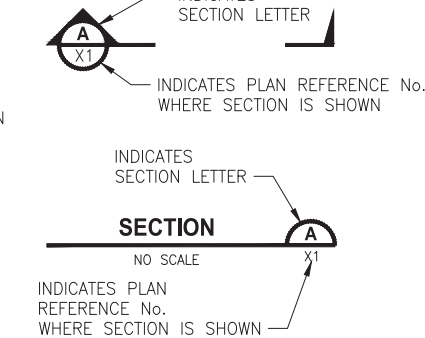 SECTION LETTER
A
X1
INDICATES PLAN REFERENCE No.
WHERE SECTION IS SHOWN
N
INDICATES
SECTION LETTER
SECTION
A
NO SCALE
X1
INDICATES PLAN
REFERENCE No.
WHERE SECTION IS SHOWN